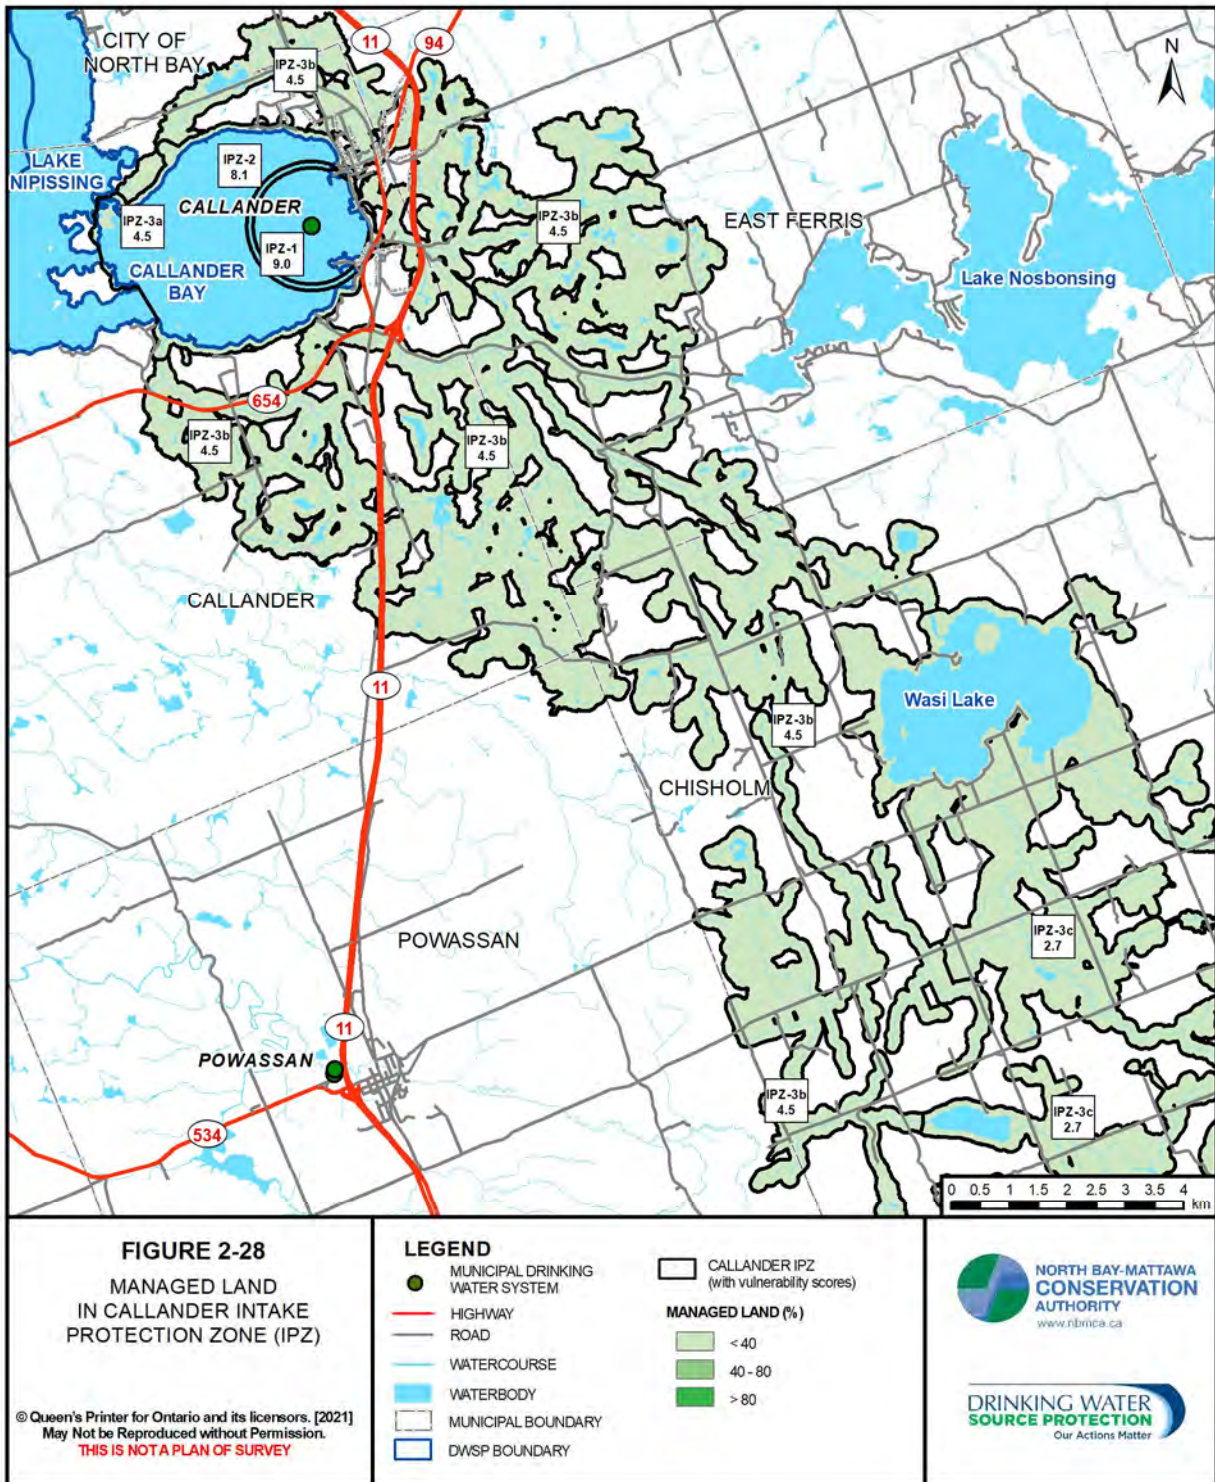 CITY OF
NORTH BAY
11
94
N
IPZ-3b
4.5
LAKE
NIPISSING
IPZ-2
8.1
CALLANDER
IPZ-3a
4.5
IPZ-1
9.0
CALLANDER
BAY
IPZ-3b
4.5
EAST FERRIS
Lake Nosbonsing
654
IPZ-3b
4.5
IPZ-3b
4.5
CALLANDER
11
Wasi Lake
IPZ-3b
4.5
CHISHOLM
POWASSAN
IPZ-3c
2.7
11
POWASSAN
534
IPZ-3b
4.5
IPZ-3c
2.7
0 0.5 1 1.5 2 2.5 3 3.5 4
km
FIGURE 2-28
MANAGED LAND
IN CALLANDER INTAKE
PROTECTION ZONE (IPZ)
© Queen's Printer for Ontario and its licensors. [2021]
May Not be Reproduced without Permission.
THIS IS NOT A PLAN OF SURVEY
LEGEND
MUNICIPAL DRINKING
WATER SYSTEM
HIGHWAY
ROAD
WATERCOURSE
WATERBODY
MUNICIPAL BOUNDARY
DWSP BOUNDARY
CALLANDER IPZ
(with vulnerability scores)
MANAGED LAND (%)
< 40
40 - 80
> 80
NORTH BAY-MATTAWA
CONSERVATION
AUTHORITY
www.nbmca.ca
DRINKING WATER
SOURCE PROTECTION
Our Actions Matter